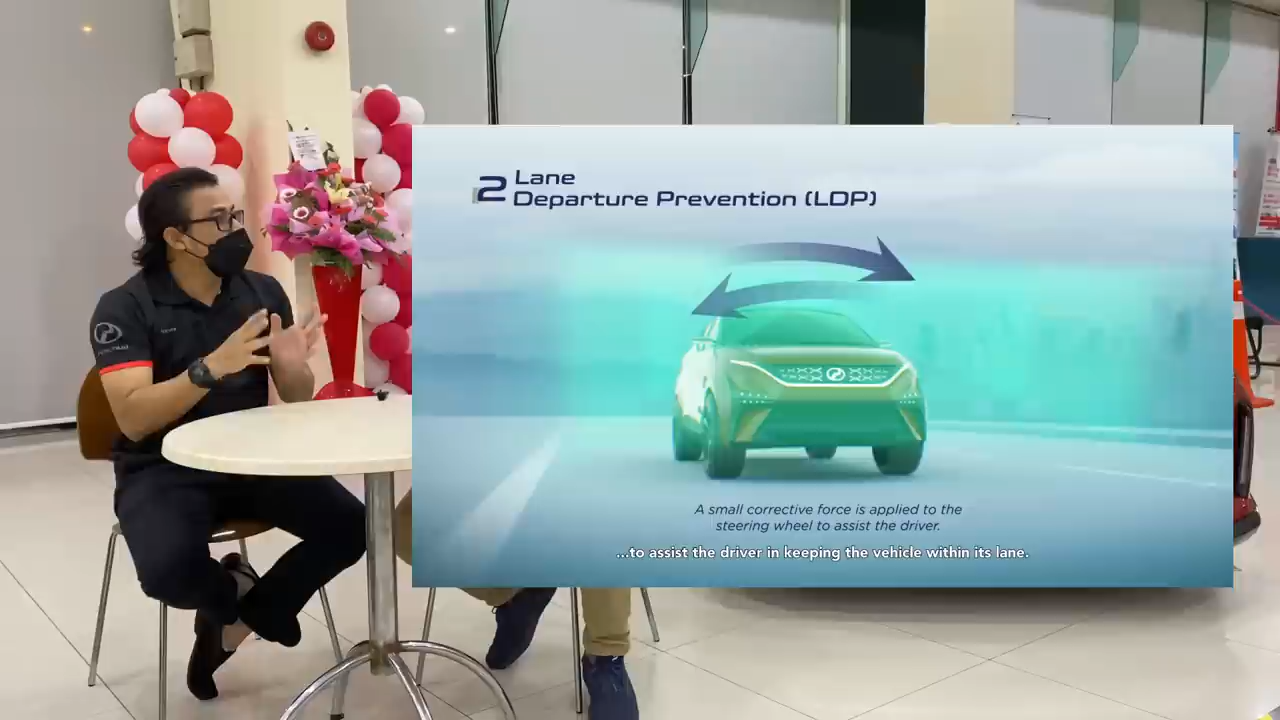 2 Lane
Departure Prevention (LDP)
A small corrective force is applied to the
steering wheel to assist the driver.
...to assist the driver in keeping the vehicle within its lane.